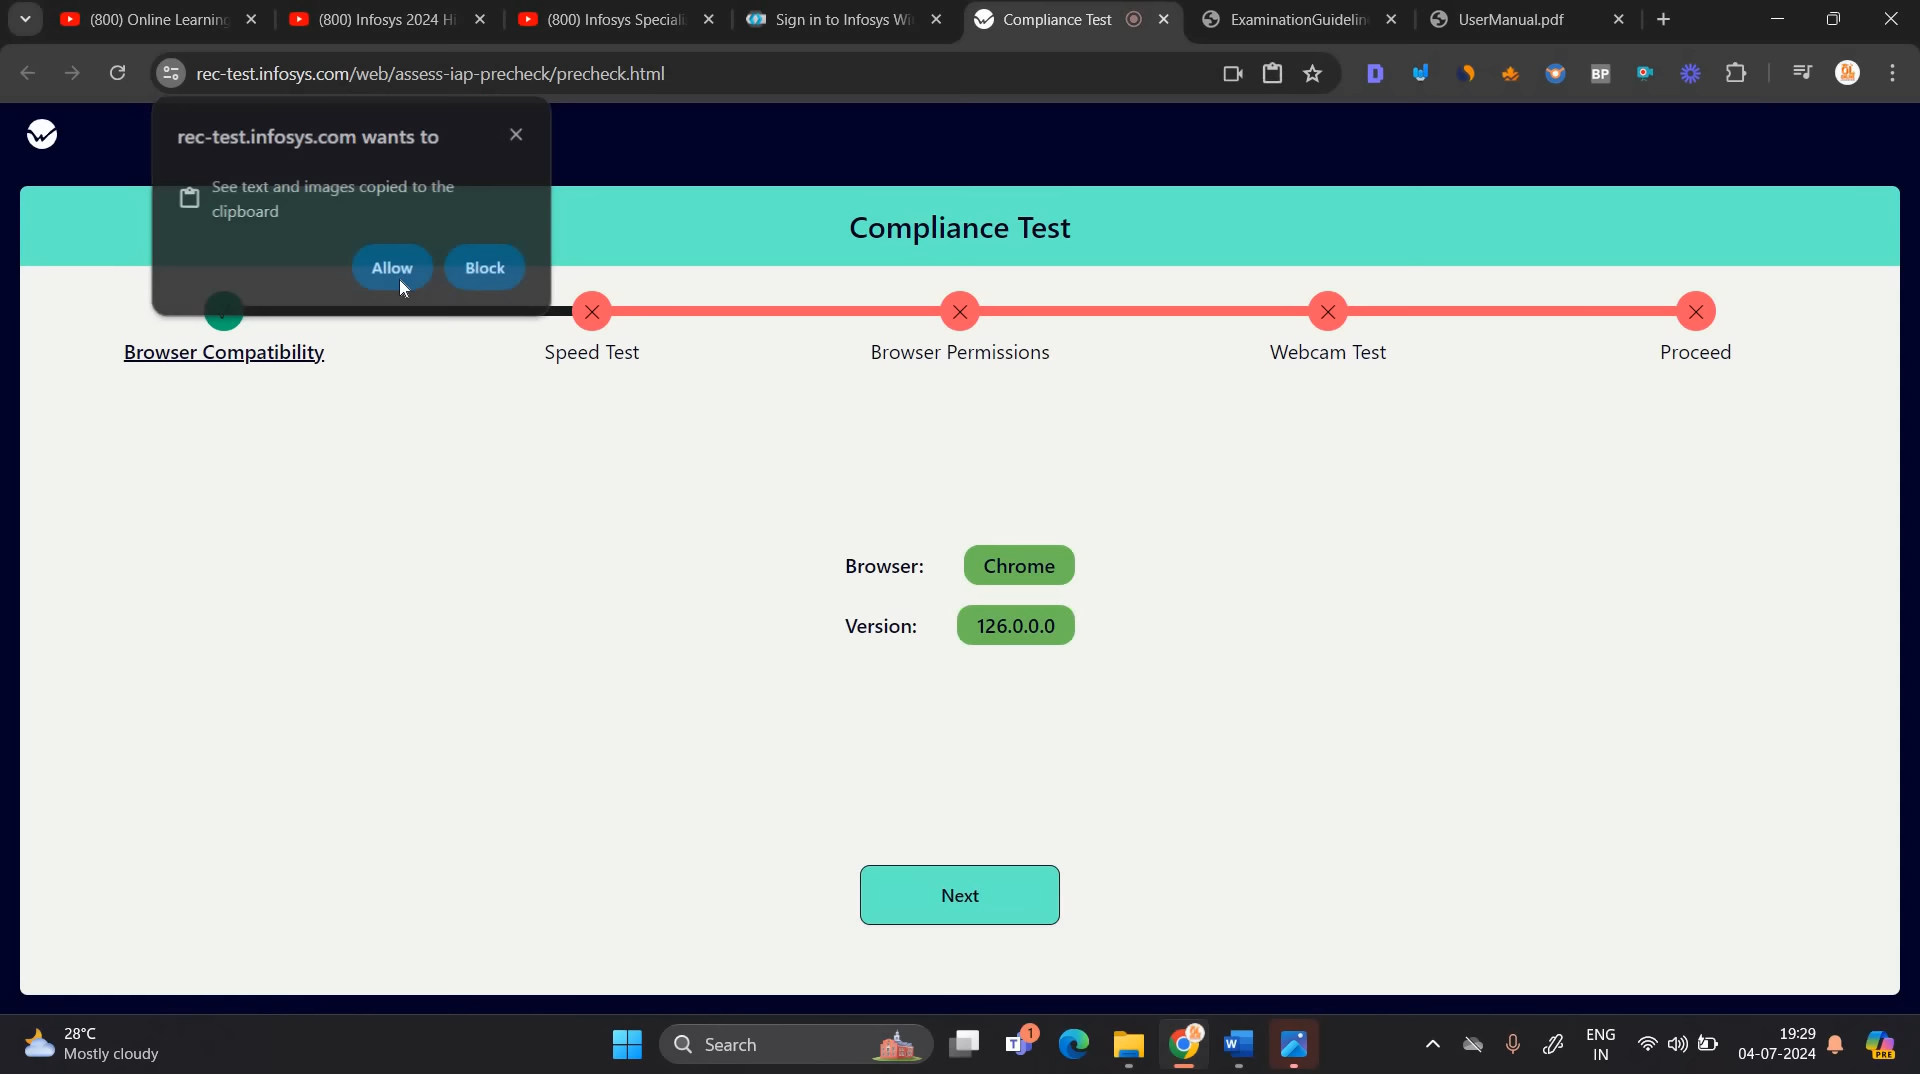 (800) Online Learning
(800) Infosys 2024 Hi
(800) Infosys Speciali
Sign in to Infosys Wi
Compliance Test
ExaminationGuidelin
UserManual.pdf
rec-test.infosys.com/web/assess-iap-precheck/precheck.html
BP
rec-test.infosys.com wants to
See text and images copied to the
clipboard
Allow
Block
Compliance Test
Browser Compatibility
Speed Test
Browser Permissions
Webcam Test
Proceed
Browser:
Chrome
Version:
126.0.0.0
Next
28°C
Mostly cloudy
Search
1
ENG
IN
19:29
04-07-2024
PRE